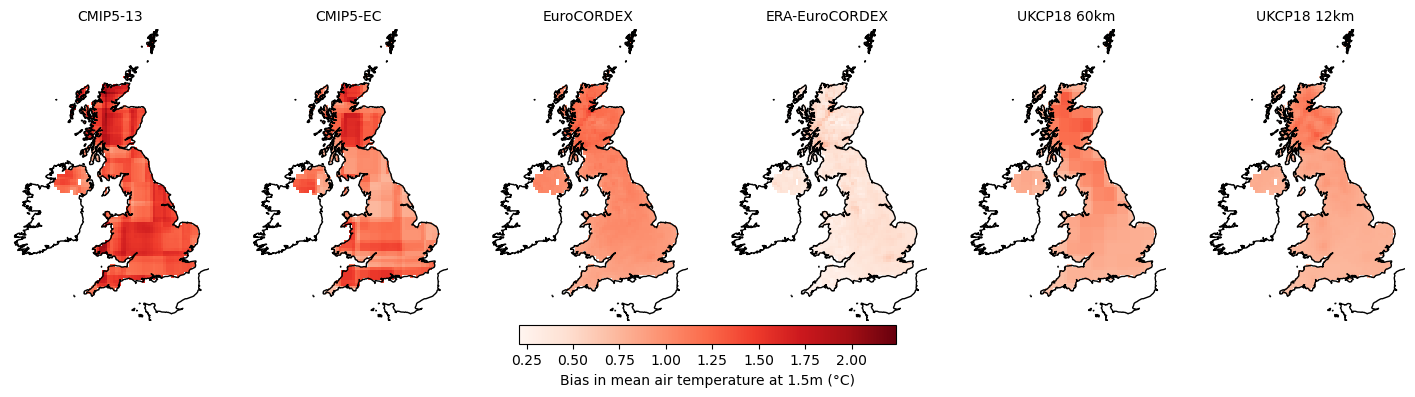 CMIP5-13 CMIP5-EC EuroCORDEX ERA-EuroCORDEX UKCP18 60km UKCP18 12km
0.25 0.50 0.75 1.00 1.25 1.50 1.75 2.00
Bias in mean air temperature at 1.5m (°C)